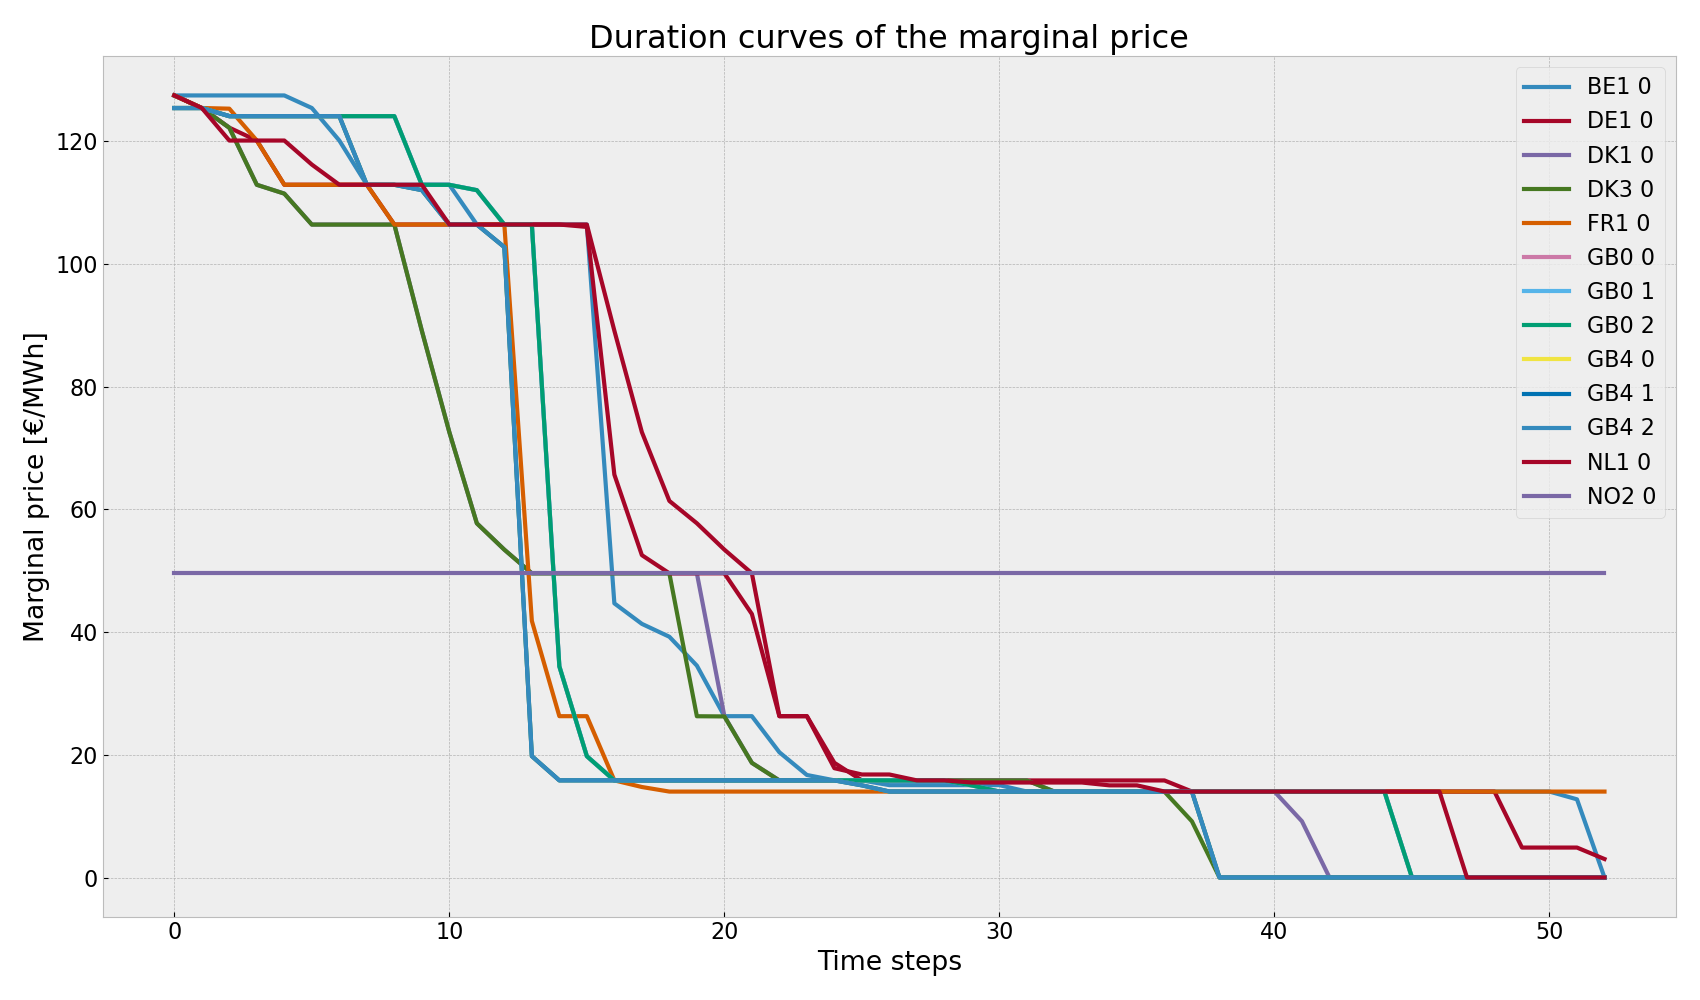 Duration curves of the marginal price
Marginal price [€/MWh]
120
100
80
60
40
20
0
0 10 20 30 40 50
Time steps
BE1 0
DE1 0
DK1 0
DK3 0
FR1 0
GB0 0
GB0 1
GB0 2
GB4 0
GB4 1
GB4 2
NL1 0
NO2 0